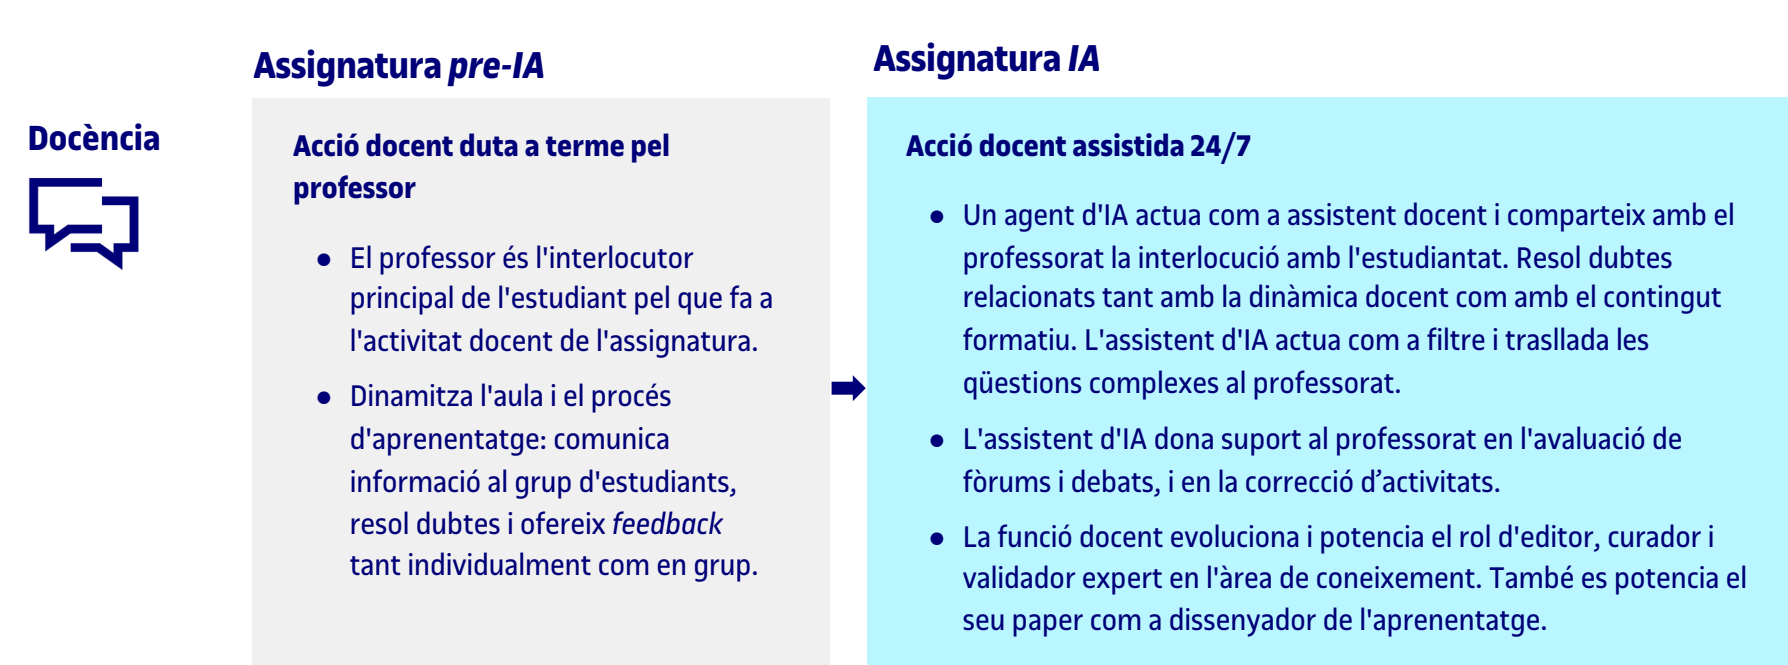 Assignatura pre-IA
Assignatura IA
Docència
Acció docent duta a terme pel
professor
● El professor és l'interlocutor
principal de l'estudiant pel que fa a
l'activitat docent de l'assignatura.
● Dinamitza l'aula i el procés
d'aprenentatge: comunica
informació al grup d'estudiants,
resol dubtes i ofereix feedback
tant individualment com en grup.
Acció docent assistida 24/7
● Un agent d'IA actua com a assistent docent i comparteix amb el
professorat la interlocució amb l'estudiantat. Resol dubtes
relacionats tant amb la dinàmica docent com amb el contingut
formatiu. L'assistent d'IA actua com a filtre i trasllada les
qüestions complexes al professorat.
● L'assistent d'IA dona suport al professorat en l'avaluació de
fòrums i debats, i en la correcció d’activitats.
● La funció docent evoluciona i potencia el rol d'editor, curador i
validador expert en l'àrea de coneixement. També es potencia el
seu paper com a dissenyador de l'aprenentatge.